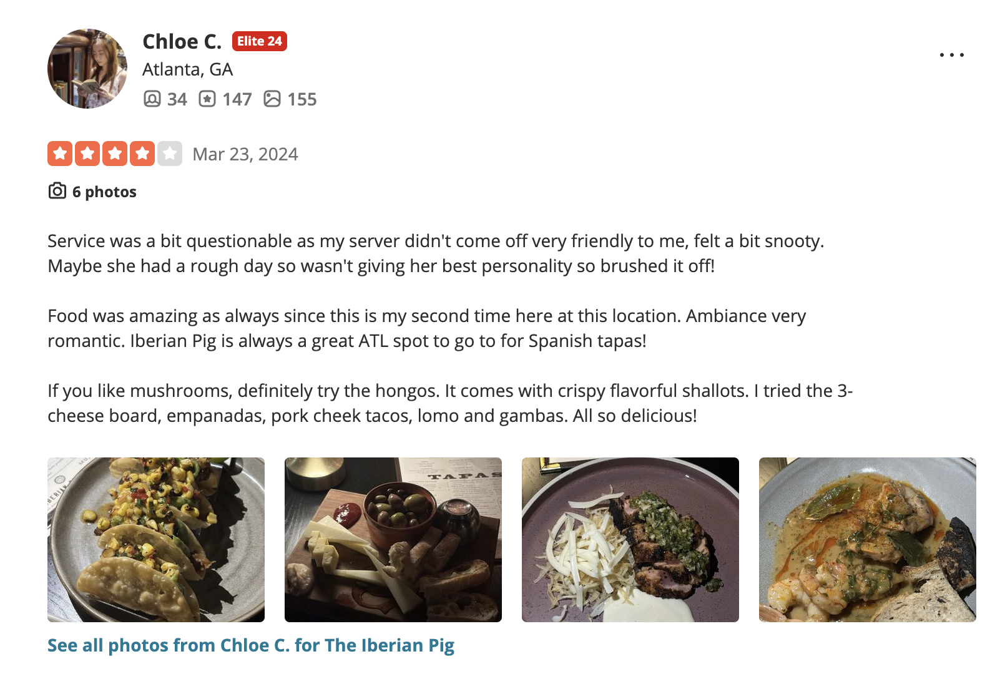 Chloe C. Elite 24
Atlanta, GA
34 147 155
Mar 23, 2024
6 photos
Service was a bit questionable as my server didn't come off very friendly to me, felt a bit snooty.
Maybe she had a rough day so wasn't giving her best personality so brushed it off!
Food was amazing as always since this is my second time here at this location. Ambiance very
romantic. Iberian Pig is always a great ATL spot to go to for Spanish tapas!
If you like mushrooms, definitely try the hongos. It comes with crispy flavorful shallots. I tried the 3-
cheese board, empanadas, pork cheek tacos, lomo and gambas. All so delicious!
TAPAS
See all photos from Chloe C. for The Iberian Pig